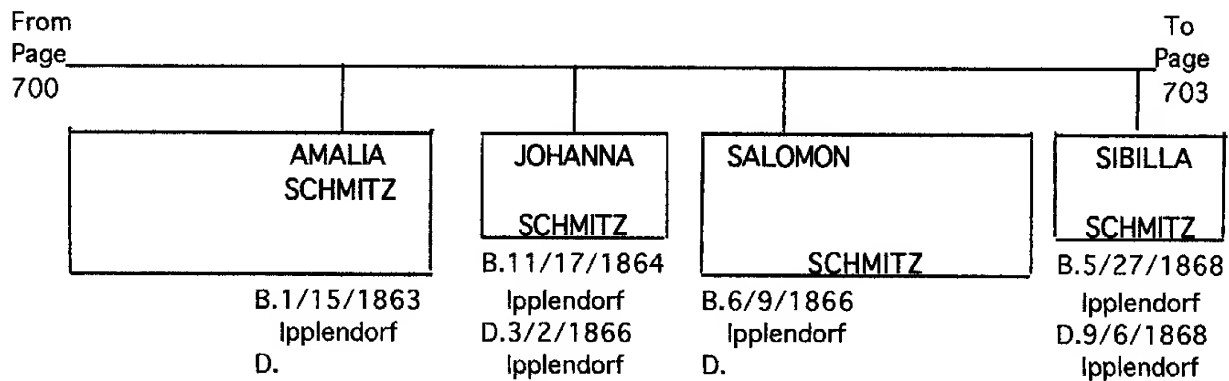 From
Page
700
To
Page
703
AMALIA
SCHMITZ
B.1/15/1863
Ipplendorf
D.
JOHANNA
SCHMITZ
B.11/17/1864
Ipplendorf
D.3/2/1866
Ipplendorf
SALOMON
SCHMITZ
B.6/9/1866
Ipplendorf
D.
SIBILLA
SCHMITZ
B.5/27/1868
Ipplendorf
D.9/6/1868
Ipplendorf